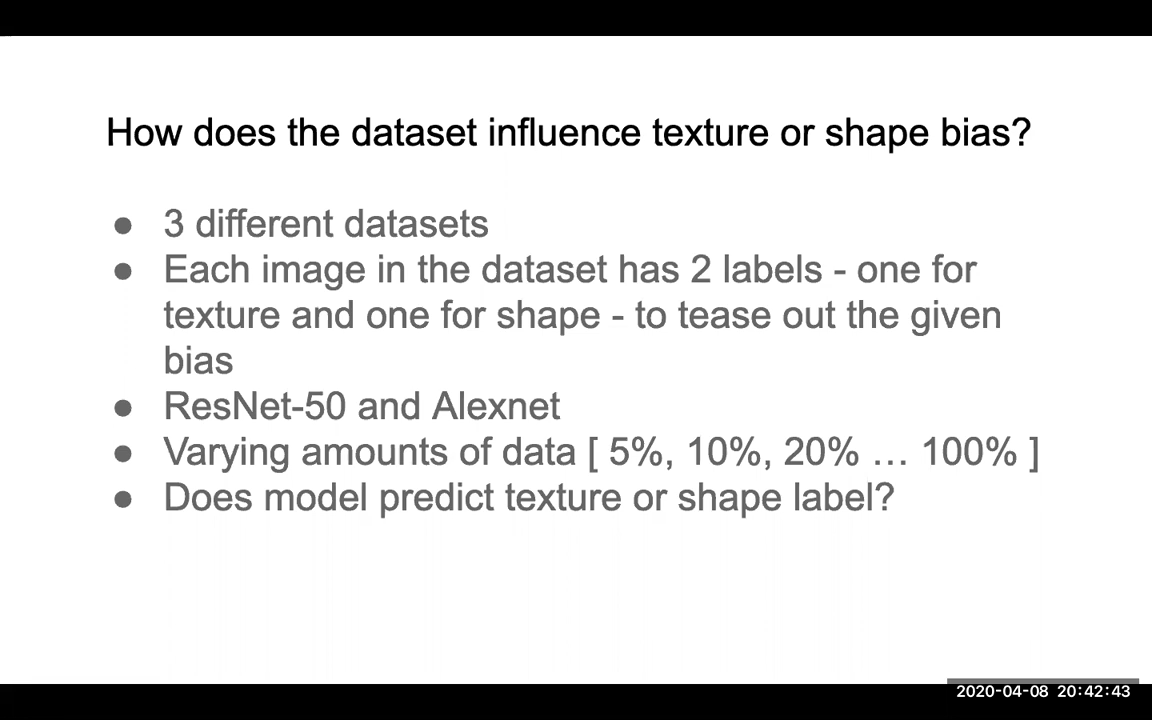 How does the dataset influence texture or shape bias?
● 3 different datasets
● Each image in the dataset has 2 labels - one for
texture and one for shape - to tease out the given
bias
● ResNet-50 and Alexnet
● Varying amounts of data [ 5%, 10%, 20% … 100% ]
● Does model predict texture or shape label?
2020-04-08 20:42:43